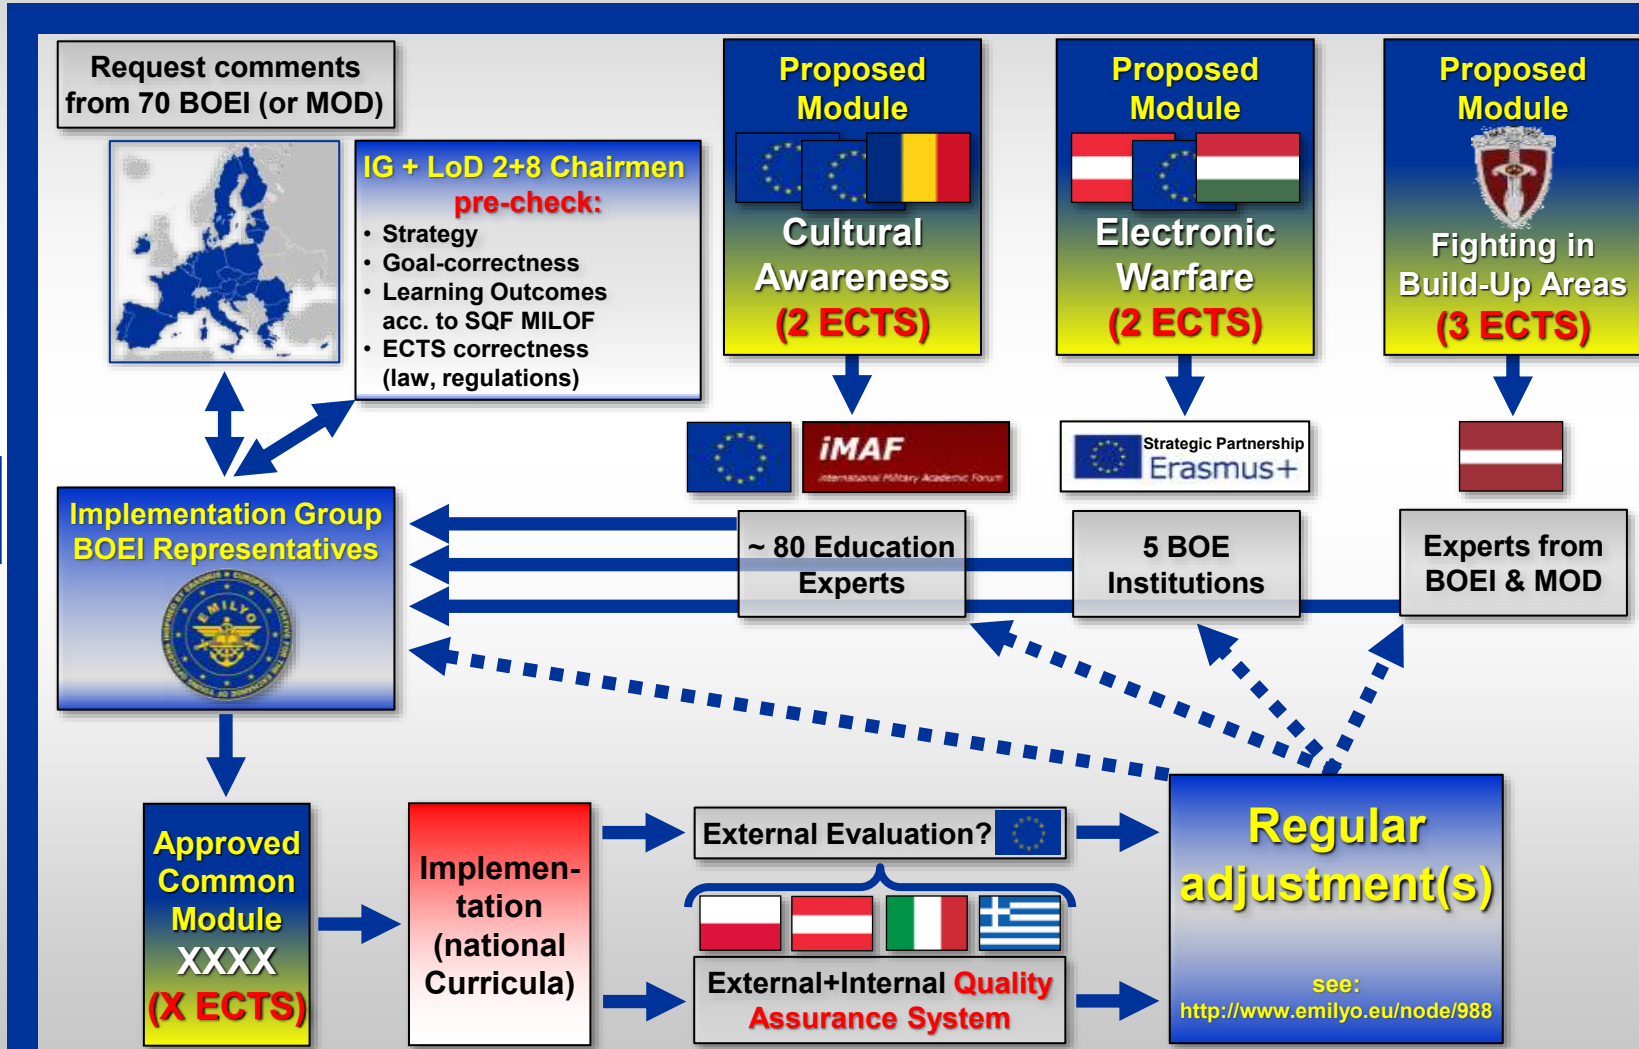 Request comments
from 70 BOEI (or MOD)
IG + LoD 2+8 Chairmen
pre-check:
• Strategy
• Goal-correctness
• Learning Outcomes
acc. to SQF MILOF
• ECTS correctness
(law, regulations)
Proposed
Module
Cultural
Awareness
(2 ECTS)
Proposed
Module
Electronic
Warfare
(2 ECTS)
Proposed
Module
Fighting in
Build-Up Areas
(3 ECTS)
iMAF
International Military Academic Forum
Strategic Partnership
Erasmus+
Implementation Group
BOEI Representatives
EMILYO
~ 80 Education
Experts
5 BOE
Institutions
Experts from
BOEI & MOD
Approved
Common
Module
XXXX
(X ECTS)
Implemen-
tation
(national
Curricula)
External Evaluation?
External+Internal Quality
Assurance System
Regular
adjustment(s)
see:
http://www.emilyo.eu/node/988